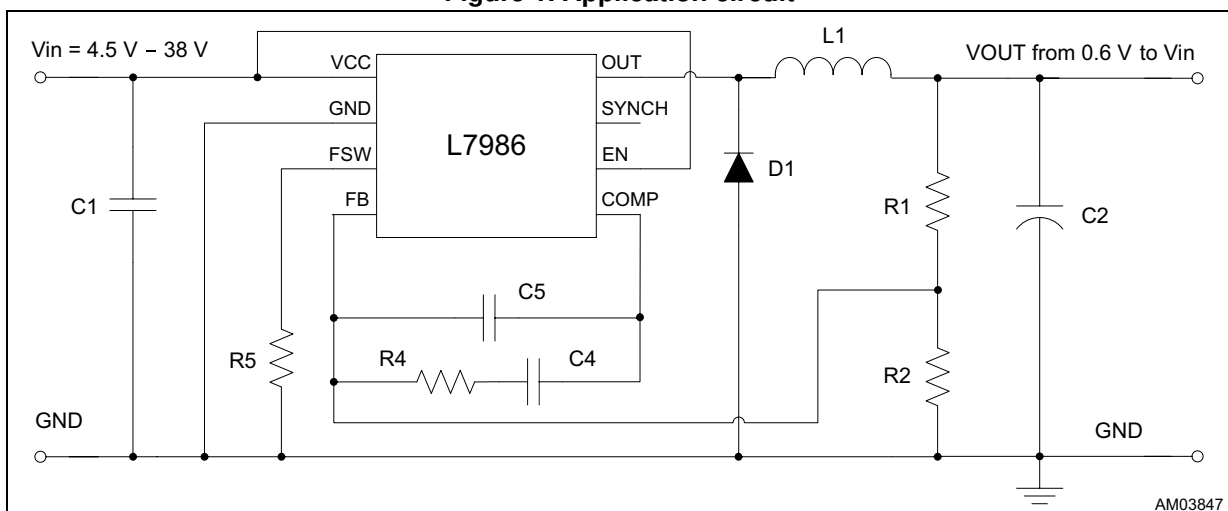 Figure 1. Application circuit
Vin = 4.5 V – 38 V
L1
VOUT from 0.6 V to Vin
VCC
OUT
GND
SYNCH
L7986
FSW
EN
D1
FB
COMP
C1
R1
C2
C5
R5
R4
C4
R2
GND
GND
AM03847